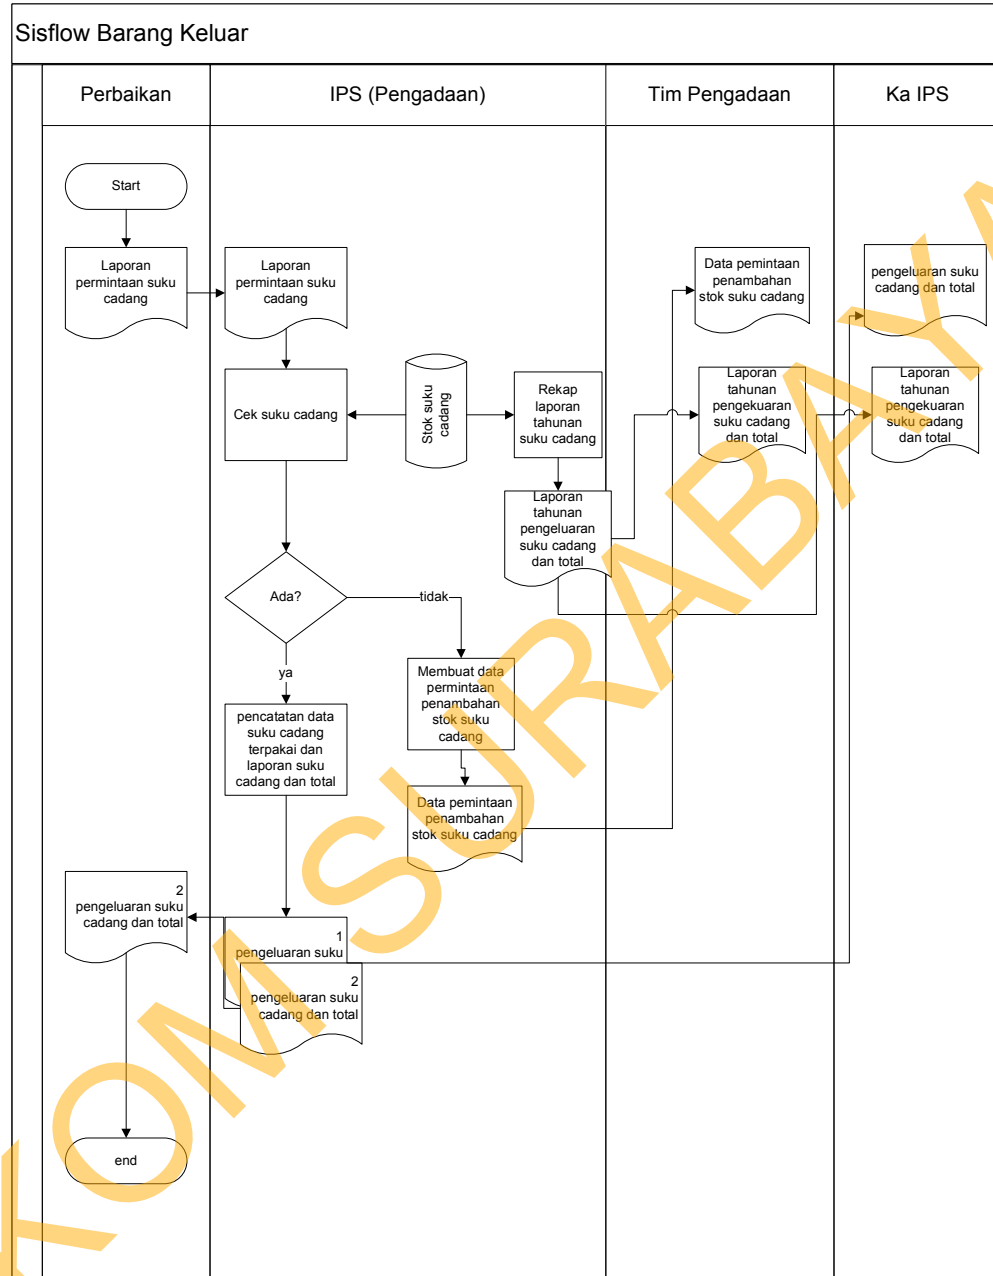 Sisflow Barang Keluar
Perbaikan
IPS (Pengadaan)
Tim Pengadaan
Ka IPS
Start
Laporan
permintaan suku
cadang
Laporan
permintaan suku
cadang
Data pemintaan
penambahan
stok suku cadang
pengeluaran suku
cadang dan total
Cek suku cadang
Stok suku
cadang
Rekap
laporan
tahunan
suku cadang
Laporan
tahunan
pengekuaran
suku cadang
dan total
Laporan
tahunan
pengekuaran
suku cadang
dan total
Laporan
tahunan
pengeluaran
suku cadang
dan total
Ada?
tidak
ya
Membuat data
permintaan
penambahan
stok suku
cadang
pencatatan data
suku cadang
terpakai dan
laporan suku
cadang dan total
Data pemintaan
penambahan
stok suku cadang
2
pengeluaran suku
cadang dan total
1
pengeluaran suku
2
pengeluaran suku
cadang dan total
end
KOM SURABAYA